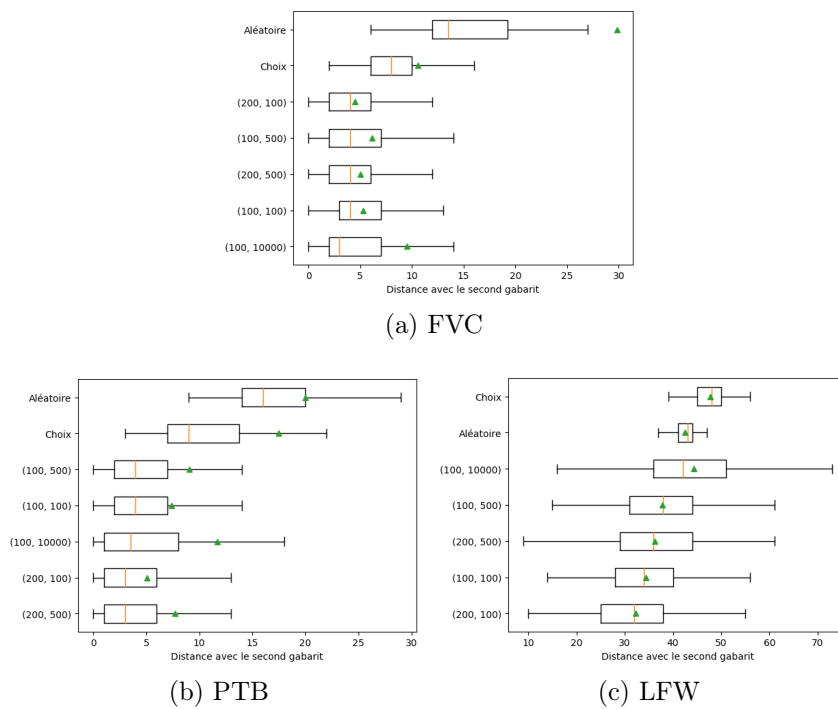 Aléatoire
Choix
(200, 100)
(100, 500)
(200, 500)
(100, 100)
(100, 10000)
0 5 10 15 20 25 30
Distance avec le second gabarit
(a) FVC
Aléatoire
Choix
(100, 500)
(100, 100)
(100, 10000)
(200, 100)
(200, 500)
0 5 10 15 20 25 30
Distance avec le second gabarit
(b) PTB
Choix
Aléatoire
(100, 10000)
(100, 500)
(200, 500)
(100, 100)
(200, 100)
10 20 30 40 50 60 70
Distance avec le second gabarit
(c) LFW